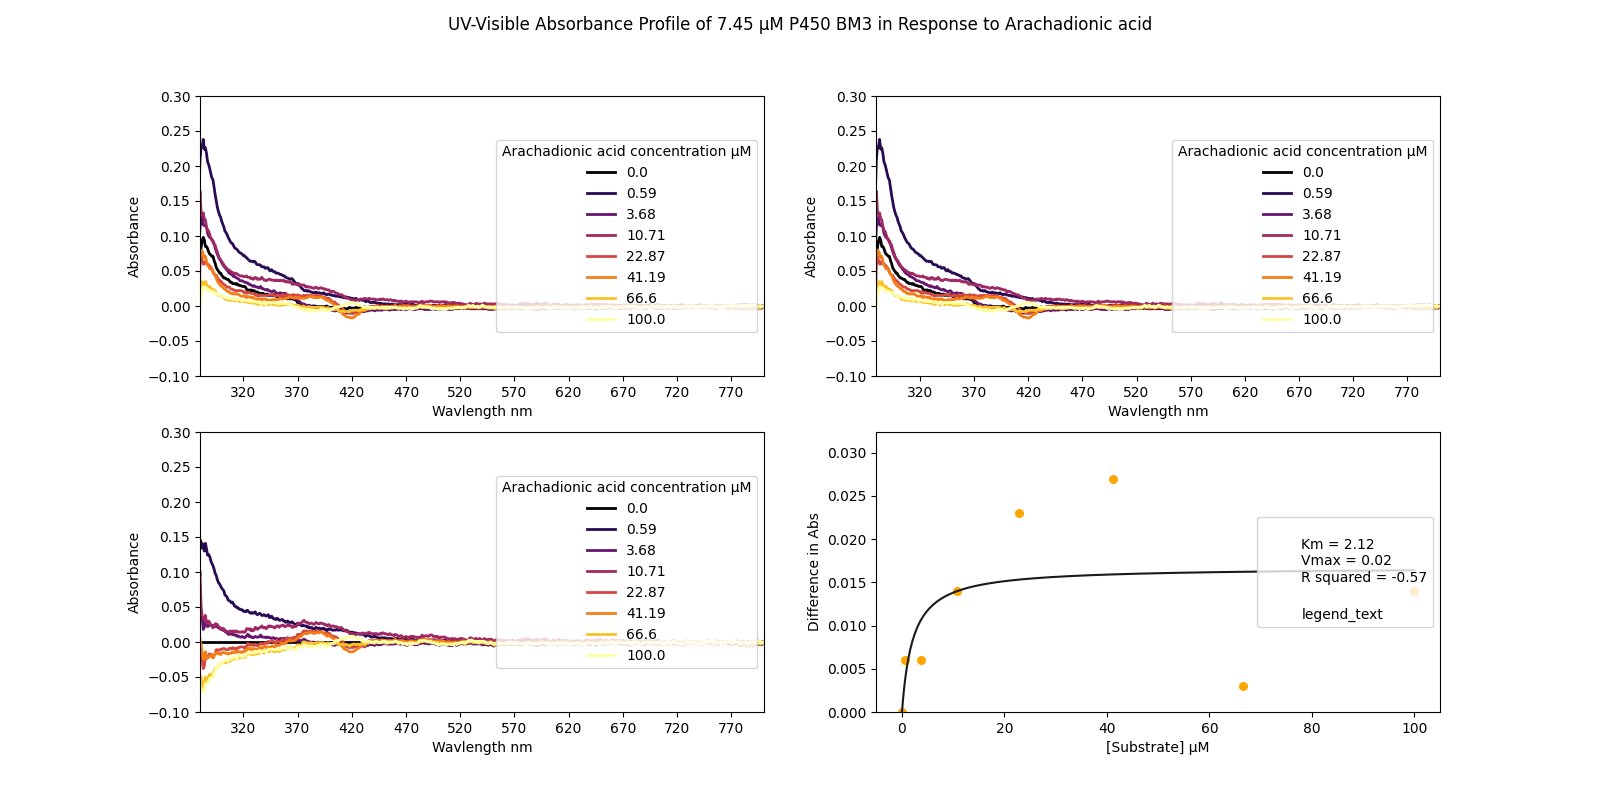 UV-Visible Absorbance Profile of 7.45 µM P450 BM3 in Response to Arachadionic acid
0.30
0.25
0.20
0.15
0.10
0.05
0.00
−0.05
−0.10
Absorbance
320 370 420 470 520 570 620 670 720 770
Wavlength nm
Arachadionic acid concentration µM
0.0
0.59
3.68
10.71
22.87
41.19
66.6
100.0
0.30
0.25
0.20
0.15
0.10
0.05
0.00
−0.05
−0.10
Absorbance
320 370 420 470 520 570 620 670 720 770
Wavlength nm
Arachadionic acid concentration µM
0.0
0.59
3.68
10.71
22.87
41.19
66.6
100.0
0.30
0.25
0.20
0.15
0.10
0.05
0.00
−0.05
−0.10
Absorbance
320 370 420 470 520 570 620 670 720 770
Wavlength nm
Arachadionic acid concentration µM
0.0
0.59
3.68
10.71
22.87
41.19
66.6
100.0
0.030
0.025
0.020
0.015
0.010
0.005
0.000
Difference in Abs
0 20 40 60 80 100
[Substrate] µM
Km = 2.12
Vmax = 0.02
R squared = -0.57
legend_text